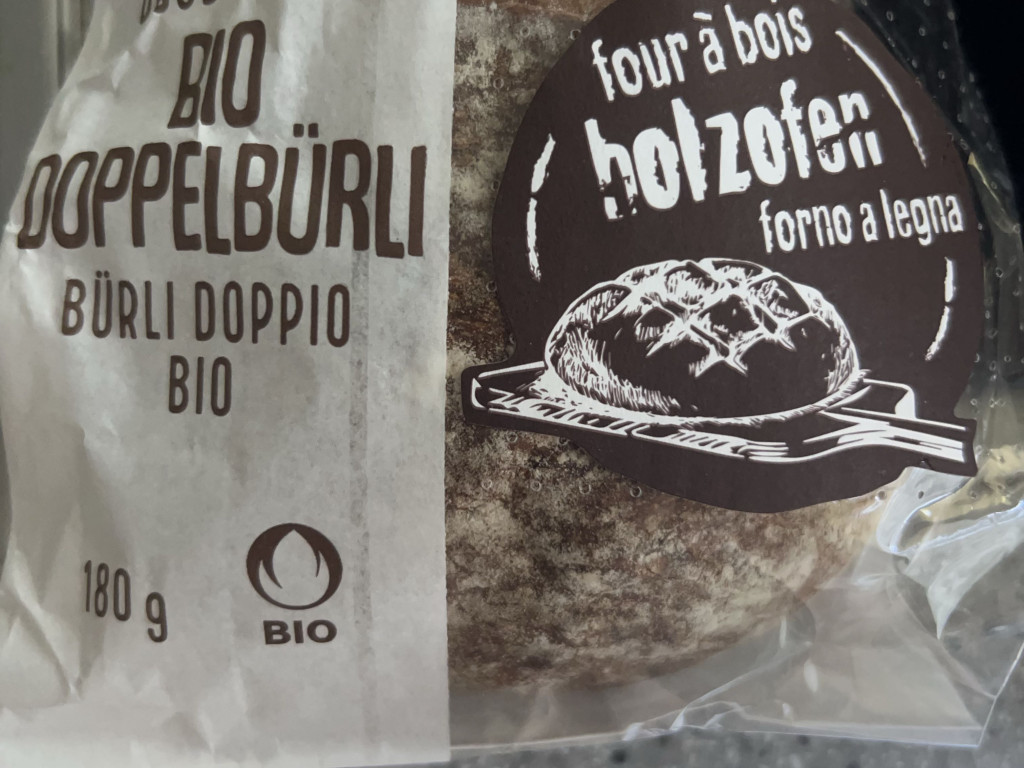 BIO
DOPPELBÜRLI
BÜRLI DOPPIO
BIO
180 g
BIO
four à bois
holzofen
forno a legna